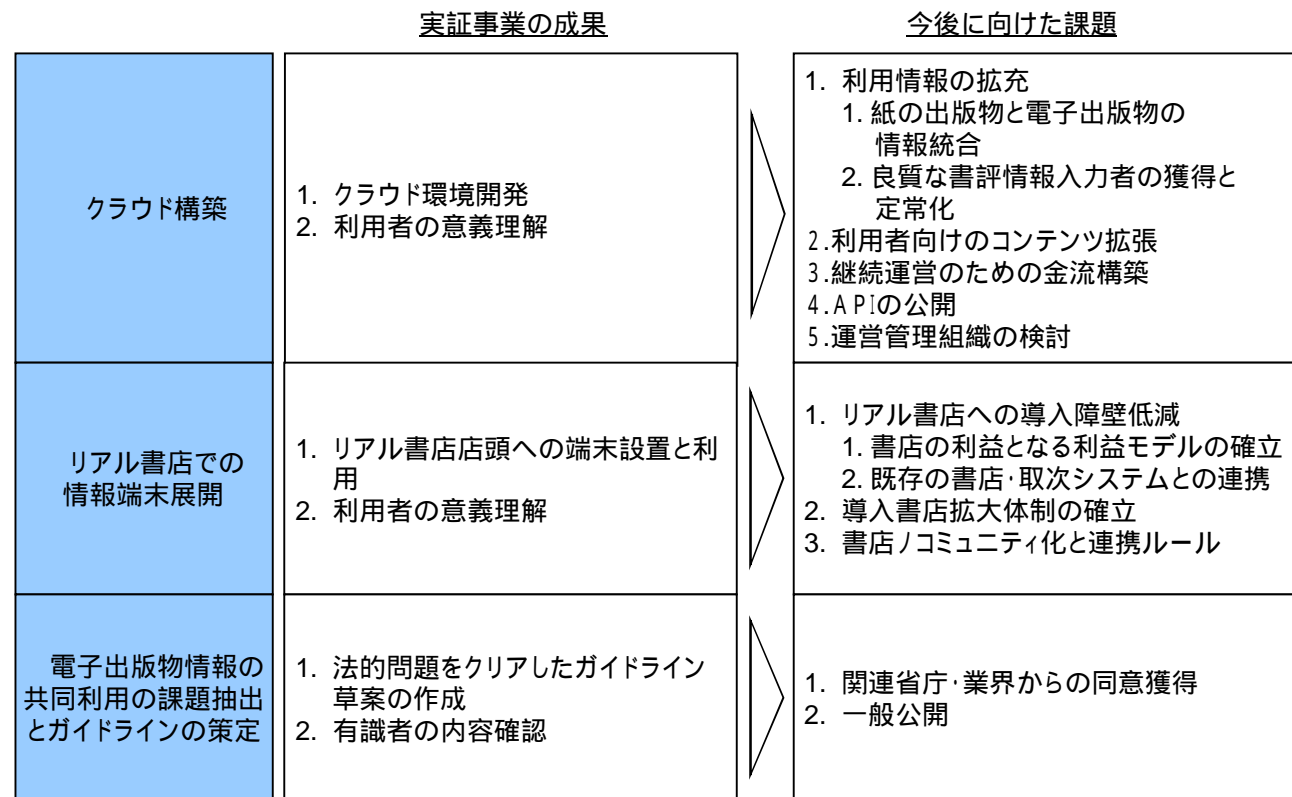 実証事業の成果
今後に向けた課題
クラウド構築
1. クラウド環境開発
2. 利用者の意義理解
1. 利用情報の拡充
1. 紙の出版物と電子出版物の
情報統合
2. 良質な書評情報入力者の獲得と
定常化
2.利用者向けのコンテンツ拡張
3.継続運営のための金流構築
4.APIの公開
5.運営管理組織の検討
リアル書店での
情報端末展開
1. リアル書店店頭への端末設置と利
用
2. 利用者の意義理解
1. リアル書店への導入障壁低減
1. 書店の利益となる利益モデルの確立
2. 既存の書店・取次システムとの連携
2. 導入書店拡大体制の確立
3. 書店ノコミュニティ化と連携ルール
電子出版物情報の
共同利用の課題抽出
とガイドラインの策定
1. 法的問題をクリアしたガイドライン
草案の作成
2. 有識者の内容確認
1. 関連省庁・業界からの同意獲得
2. 一般公開